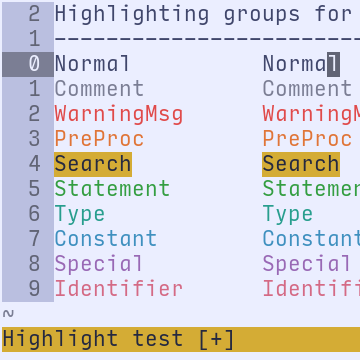 2 Highlighting groups for
1 -----------------------
0 Normal Normal
1 Comment Comment
2 WarningMsg WarningM
3 PreProc PreProc
4 Search Search
5 Statement Statemen
6 Type Type
7 Constant Constant
8 Special Special
9 Identifier Identifi
~
Highlight test [+]